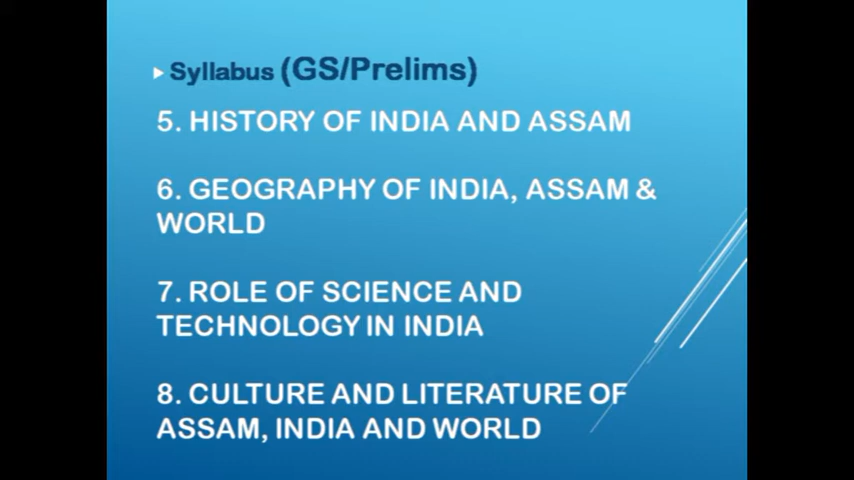 Syllabus (GS/Prelims)
5. HISTORY OF INDIA AND ASSAM
6. GEOGRAPHY OF INDIA, ASSAM &
WORLD
7. ROLE OF SCIENCE AND
TECHNOLOGY IN INDIA
8. CULTURE AND LITERATURE OF
ASSAM, INDIA AND WORLD